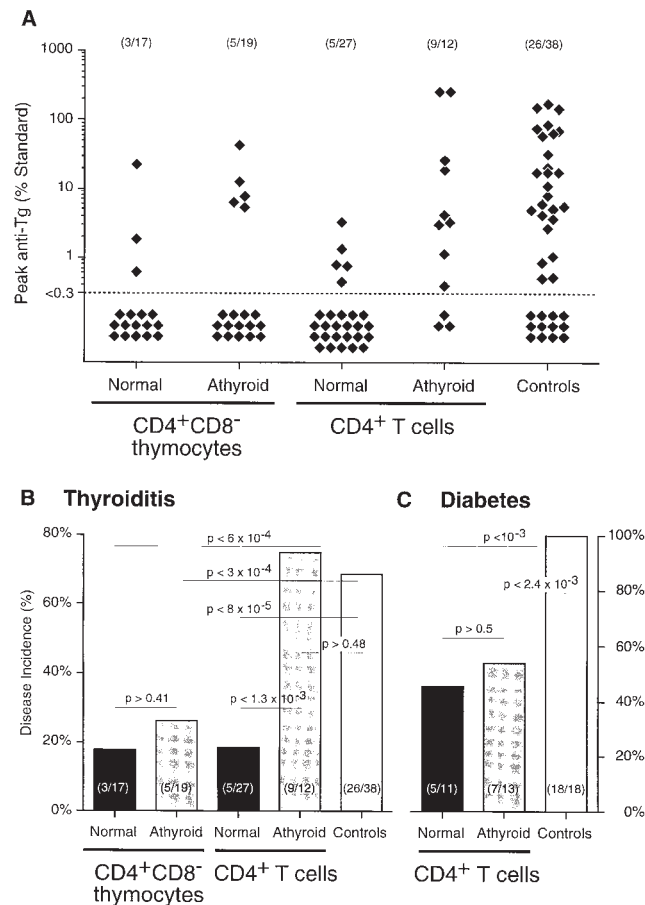 A
(3/17) (5/19) (5/27) (9/12) (26/38)
1000
100
10
1
<0.3
Peak anti-Tg (% Standard)
Normal Athyroid Normal Athyroid Controls
CD4+CD8- CD4+ T cells
thymocytes
B Thyroiditis
80%
60%
40%
20%
0%
Disease Incidence (%)
p < 6 x 10-4
p < 3 x 10-4
p < 8 x 10-5
p > 0.48
p > 0.41
p < 1.3 x 10-3
(3/17) (5/19) (5/27) (9/12) (26/38)
Normal Athyroid Normal Athyroid Controls
CD4+CD8- CD4+ T cells
thymocytes
C Diabetes
100%
80%
60%
40%
20%
0%
p <10-3
p < 2.4 x 10-3
p > 0.5
(5/11) (7/13) (18/18)
Normal Athyroid Controls
CD4+ T cells